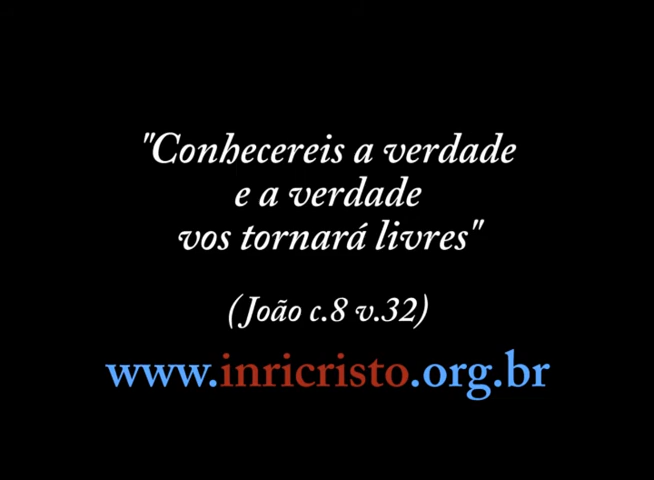 "Conhecereis a verdade
e a verdade
vos tornará livres"
(João c.8 v.32)
www.inricristo.org.br